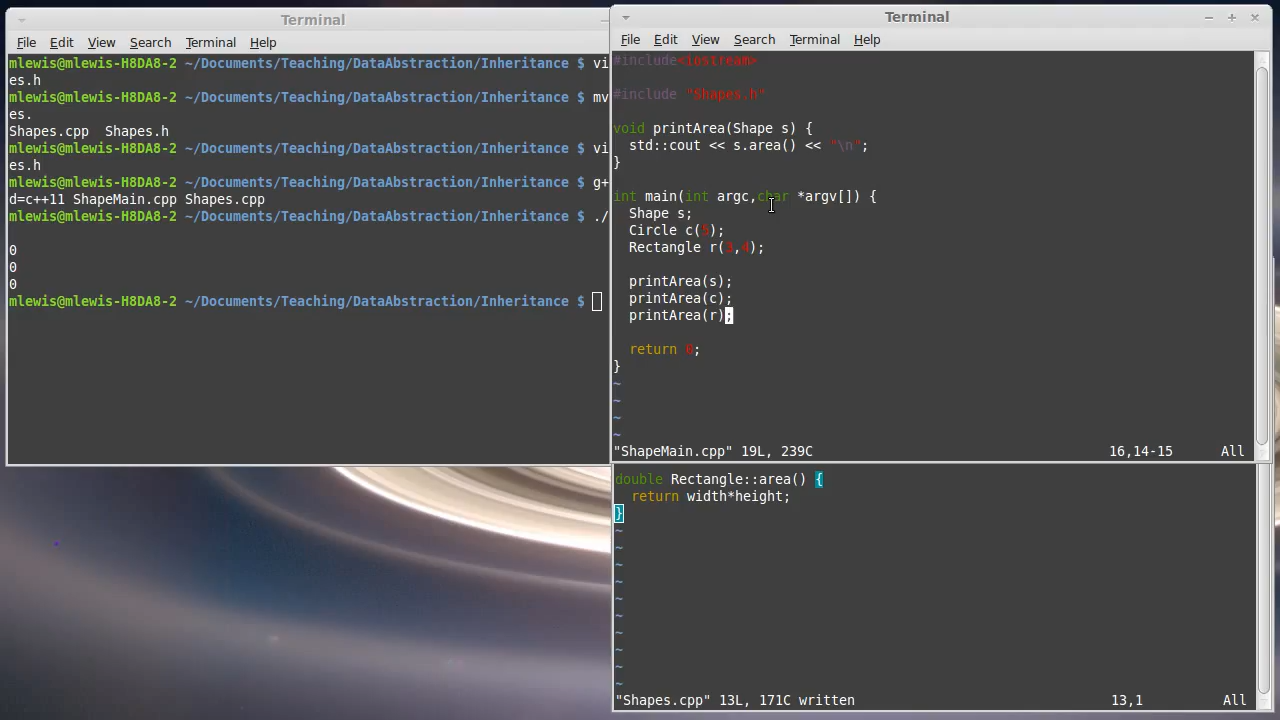 Terminal
File Edit View Search Terminal Help
mlewis@mlewis-H8DA8-2 ~/Documents/Teaching/DataAbstraction/Inheritance $ vi
es.h
mlewis@mlewis-H8DA8-2 ~/Documents/Teaching/DataAbstraction/Inheritance $ mv
es.
Shapes.cpp  Shapes.h
mlewis@mlewis-H8DA8-2 ~/Documents/Teaching/DataAbstraction/Inheritance $ vi
es.h
mlewis@mlewis-H8DA8-2 ~/Documents/Teaching/DataAbstraction/Inheritance $ g+
d=c++11 ShapeMain.cpp Shapes.cpp
mlewis@mlewis-H8DA8-2 ~/Documents/Teaching/DataAbstraction/Inheritance $ ./
0
0
0
mlewis@mlewis-H8DA8-2 ~/Documents/Teaching/DataAbstraction/Inheritance $
Terminal
File Edit View Search Terminal Help
#include<iostream>
#include "Shapes.h"
void printArea(Shape s) {
  std::cout << s.area() << "\n";
}
int main(int argc,char *argv[]) {
  Shape s;
  Circle c(5);
  Rectangle r(3,4);
  printArea(s);
  printArea(c);
  printArea(r);
  return 0;
}
~
~
~
~
"ShapeMain.cpp" 19L, 239C 16,14-15 All
double Rectangle::area() {
  return width*height;
}
~
~
~
~
~
~
~
~
~
~
"Shapes.cpp" 13L, 171C written 13,1 All